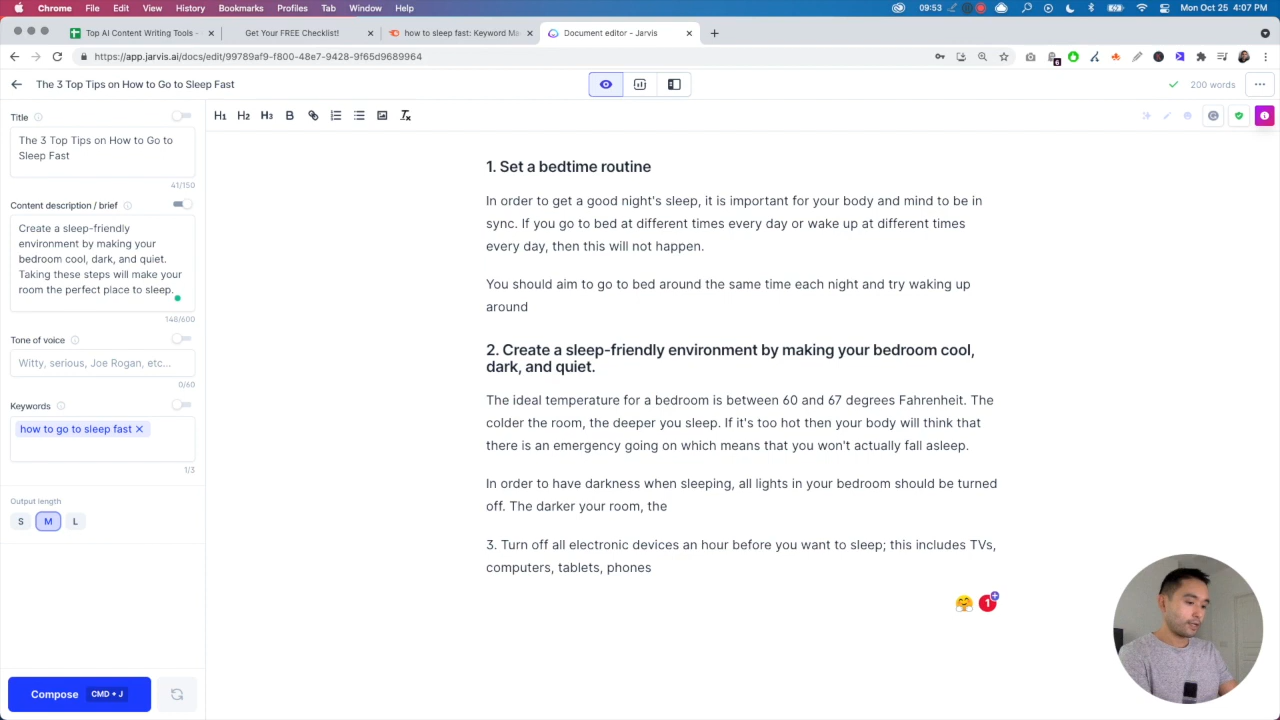 Chrome File Edit View History Bookmarks Profiles Tab Window Help
09:53 Mon Oct 25 4:07 PM
Top AI Content Writing Tools - Get Your FREE Checklist! how to sleep fast: Keyword Ma Document editor - Jarvis
https://app.jarvis.ai/docs/edit/99789af9-f800-48e7-9428-9f65d9689964
6
The 3 Top Tips on How to Go to Sleep Fast
200 words
Title
H1 H2 H3 B
The 3 Top Tips on How to Go to
Sleep Fast
41/150
Content description / brief
Create a sleep-friendly
environment by making your
bedroom cool, dark, and quiet.
Taking these steps will make your
room the perfect place to sleep.
148/600
Tone of voice
Witty, serious, Joe Rogan, etc...
0/60
Keywords
how to go to sleep fast
1/3
Output length
S M L
Compose CMD + J
1. Set a bedtime routine
In order to get a good night's sleep, it is important for your body and mind to be in
sync. If you go to bed at different times every day or wake up at different times
every day, then this will not happen.
You should aim to go to bed around the same time each night and try waking up
around
2. Create a sleep-friendly environment by making your bedroom cool,
dark, and quiet.
The ideal temperature for a bedroom is between 60 and 67 degrees Fahrenheit. The
colder the room, the deeper you sleep. If it's too hot then your body will think that
there is an emergency going on which means that you won't actually fall asleep.
In order to have darkness when sleeping, all lights in your bedroom should be turned
off. The darker your room, the
3. Turn off all electronic devices an hour before you want to sleep; this includes TVs,
computers, tablets, phones
1